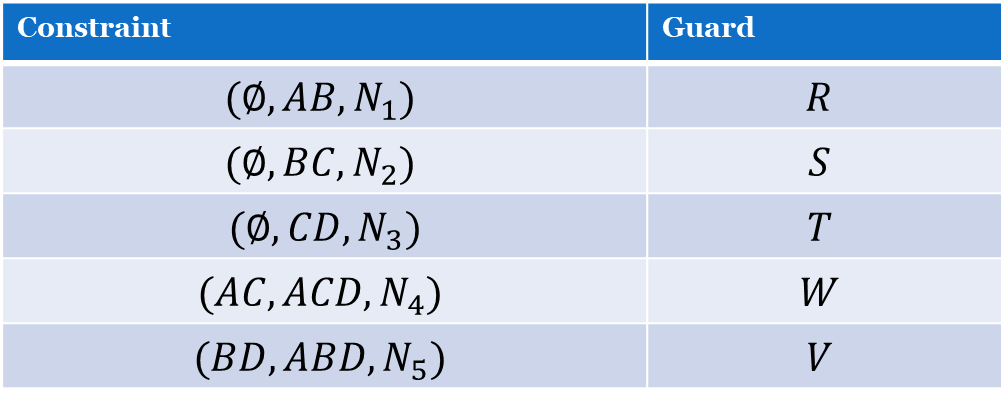 Constraint Guard
(∅, AB, N₁) R
(∅, BC, N₂) S
(∅, CD, N₃) T
(AC, ACD, N₄) W
(BD, ABD, N₅) V